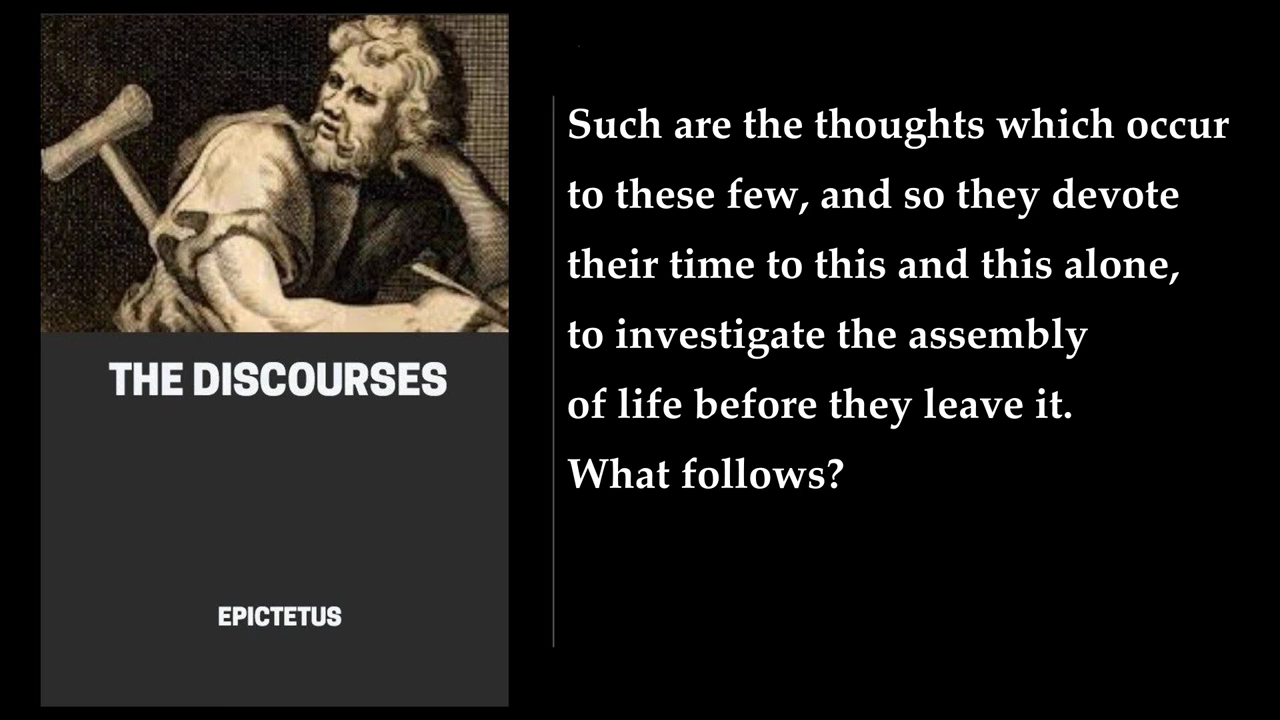 THE DISCOURSES
EPICTETUS
Such are the thoughts which occur
to these few, and so they devote
their time to this and this alone,
to investigate the assembly
of life before they leave it.
What follows?